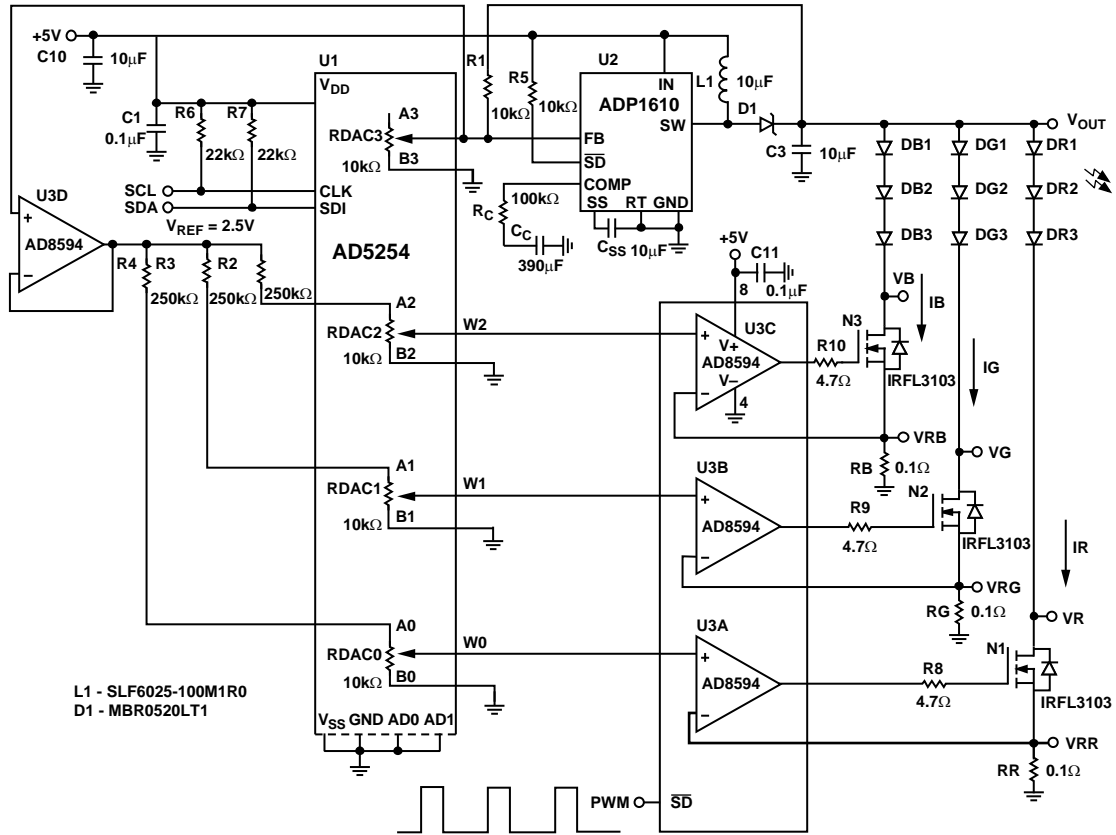 +5V
C10
10µF
C1
0.1µF
R6
22kΩ
R7
22kΩ
SCL
SDA
VREF = 2.5V
U3D
+
AD8594
–
R4
R3
250kΩ
R2
250kΩ
250kΩ
U1
VDD
A3
RDAC3
10kΩ
B3
CLK
SDI
AD5254
A2
RDAC2
10kΩ
B2
A1
RDAC1
10kΩ
B1
A0
RDAC0
10kΩ
B0
VSS GND AD0 AD1
W2
W1
W0
R1
10kΩ
R5
10kΩ
U2
IN
ADP1610
SW
FB
SD
COMP
SS RT GND
RC
100kΩ
CC
390µF
CSS 10µF
L1
10µF
D1
C3
10µF
VOUT
DB1
DG1
DR1
DB2
DG2
DR2
DB3
DG3
DR3
+5V
C11
0.1µF
8
U3C
+
V+
AD8594
V–
–
4
R10
4.7Ω
VB
IB
N3
IRFL3103
VRB
RB
0.1Ω
IG
VG
U3B
+
AD8594
–
R9
4.7Ω
N2
IRFL3103
VRG
RG
0.1Ω
IR
VR
U3A
+
AD8594
–
R8
4.7Ω
N1
IRFL3103
VRR
RR
0.1Ω
PWM
SD
L1 - SLF6025-100M1R0
D1 - MBR0520LT1